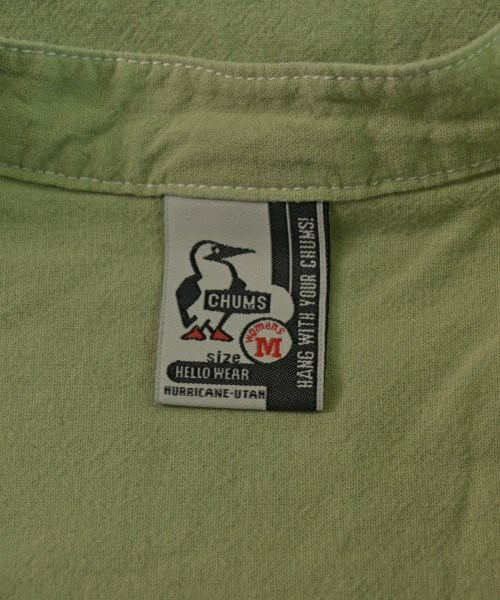 CHUMS
women's
M
size
HELLO WEAR
HURRICANE-UTAH
HANG WITH YOUR CHUMS!